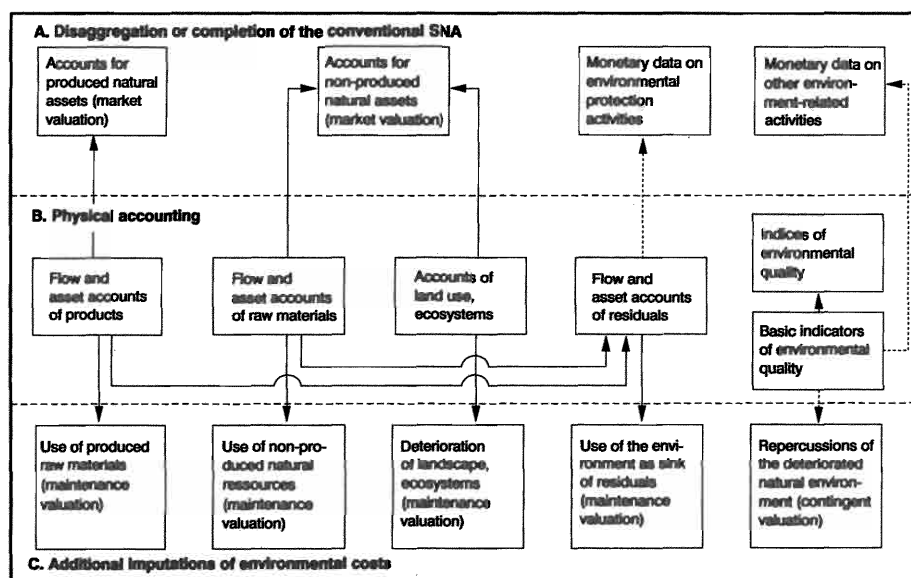 A. Disaggregation or completion of the conventional SNA
Accounts for
produced natural
assets (market
valuation)
Accounts for
non-produced
natural assets
(market valuation)
Monetary data on
environmental
protection
activities
Monetary data on
other environ-
ment-related
activities
B. Physical accounting
Flow and
asset accounts
of products
Flow and
asset accounts
of raw materials
Accounts of
land use,
ecosystems
Flow and
asset accounts
of residuals
Indices of
environmental
quality
Basic indicators
of environmental
quality
Use of produced
raw materials
(maintenance
valuation)
Use of non-pro-
duced natural
ressources
(maintenance
valuation)
Deterioration
of landscape,
ecosystems
(maintenance
valuation)
Use of the envi-
ronment as sink
of residuals
(maintenance
valuation)
Repercussions of
the deteriorated
natural environ-
ment (contingent
valuation)
C. Additional imputations of environmental costs